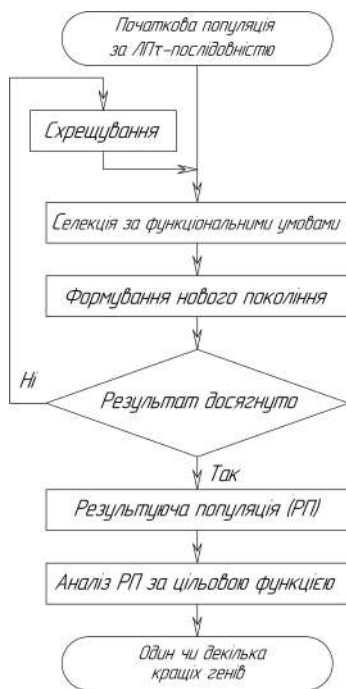 Початкова популяція
за ЛПτ-послідовністю
Схрещування
Селекція за функціональними умовами
Формування нового покоління
Ні
Результат досягнуто
Так
Результуюча популяція (РП)
Аналіз РП за цільовою функцією
Один чи декілька
кращих генів